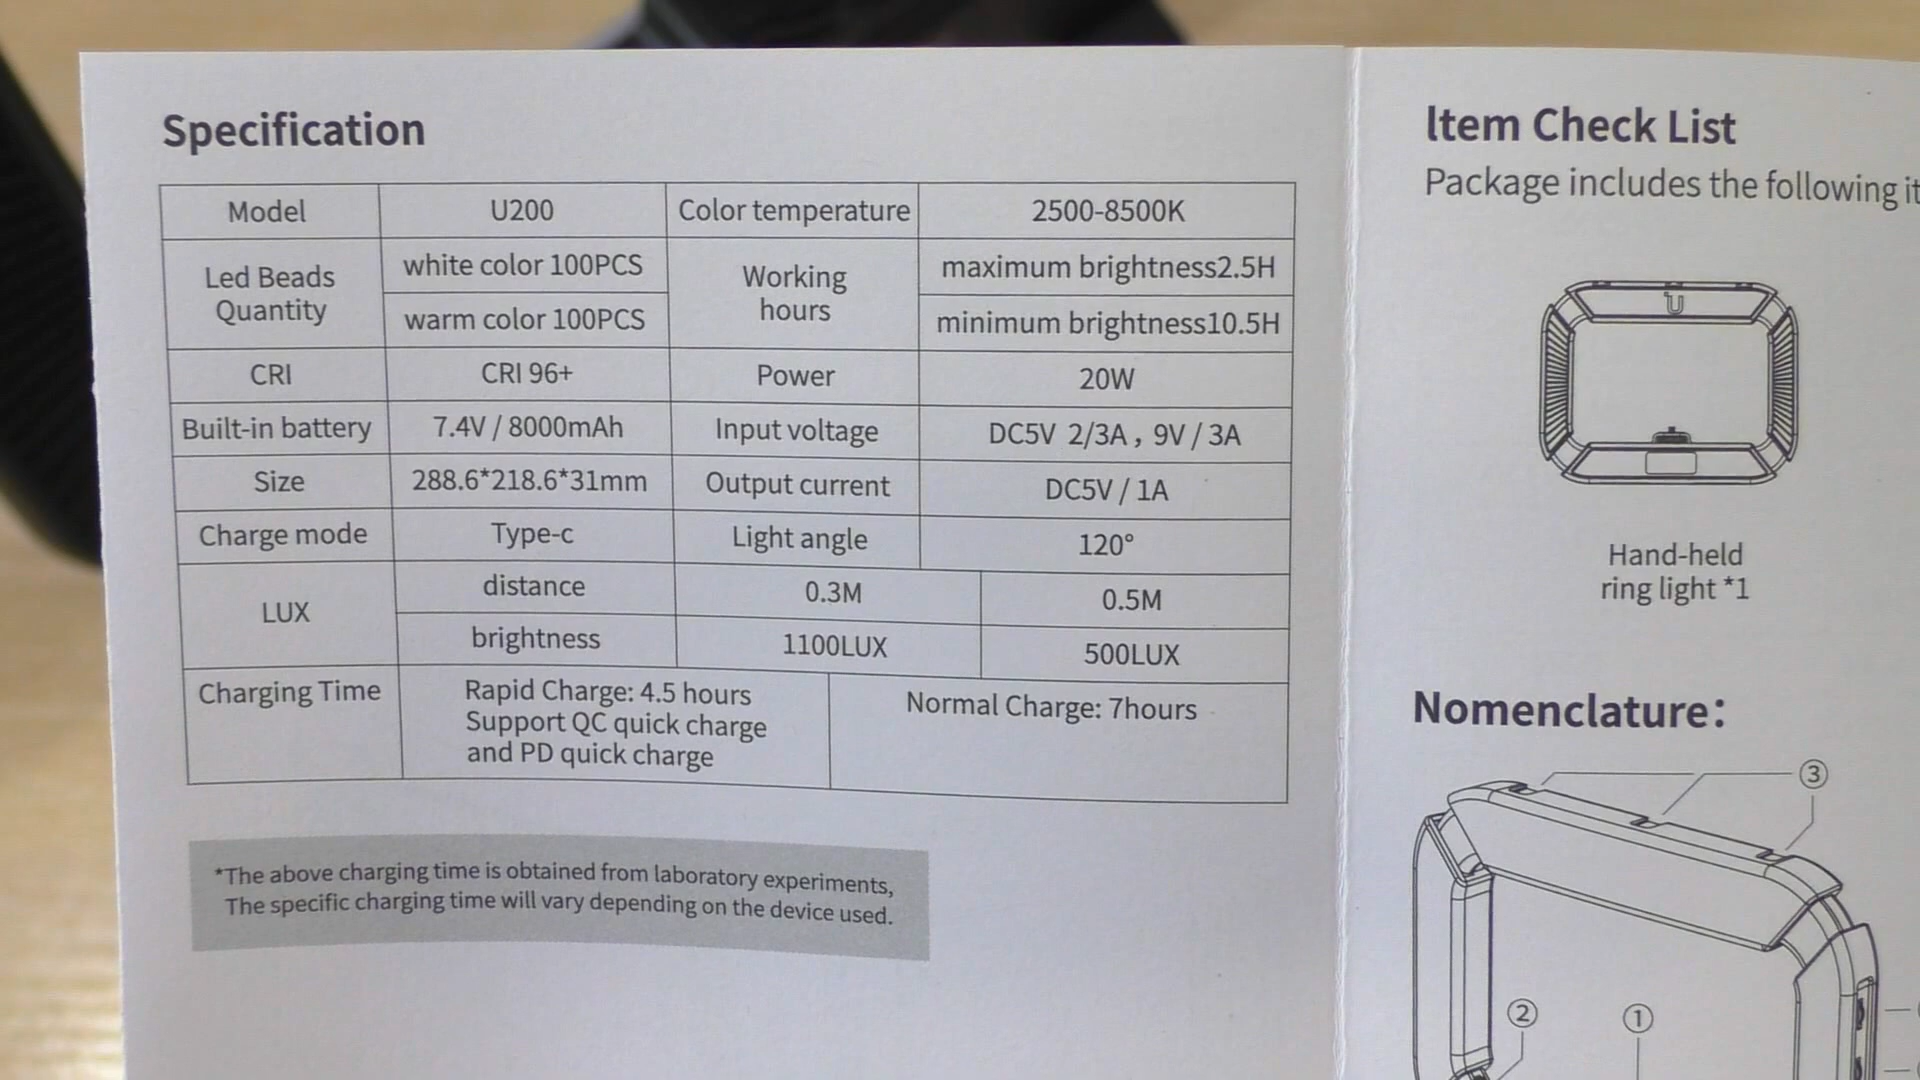 Specification
Model U200 Color temperature 2500-8500K
Led Beads Quantity white color 100PCS Working hours maximum brightness2.5H
warm color 100PCS minimum brightness10.5H
CRI CRI 96+ Power 20W
Built-in battery 7.4V / 8000mAh Input voltage DC5V 2/3A , 9V / 3A
Size 288.6*218.6*31mm Output current DC5V / 1A
Charge mode Type-c Light angle 120°
LUX distance 0.3M 0.5M
brightness 1100LUX 500LUX
Charging Time Rapid Charge: 4.5 hours Normal Charge: 7hours
Support QC quick charge
and PD quick charge
*The above charging time is obtained from laboratory experiments,
The specific charging time will vary depending on the device used.
Item Check List
Package includes the following it
U
Hand-held
ring light *1
Nomenclature:
③
②
①